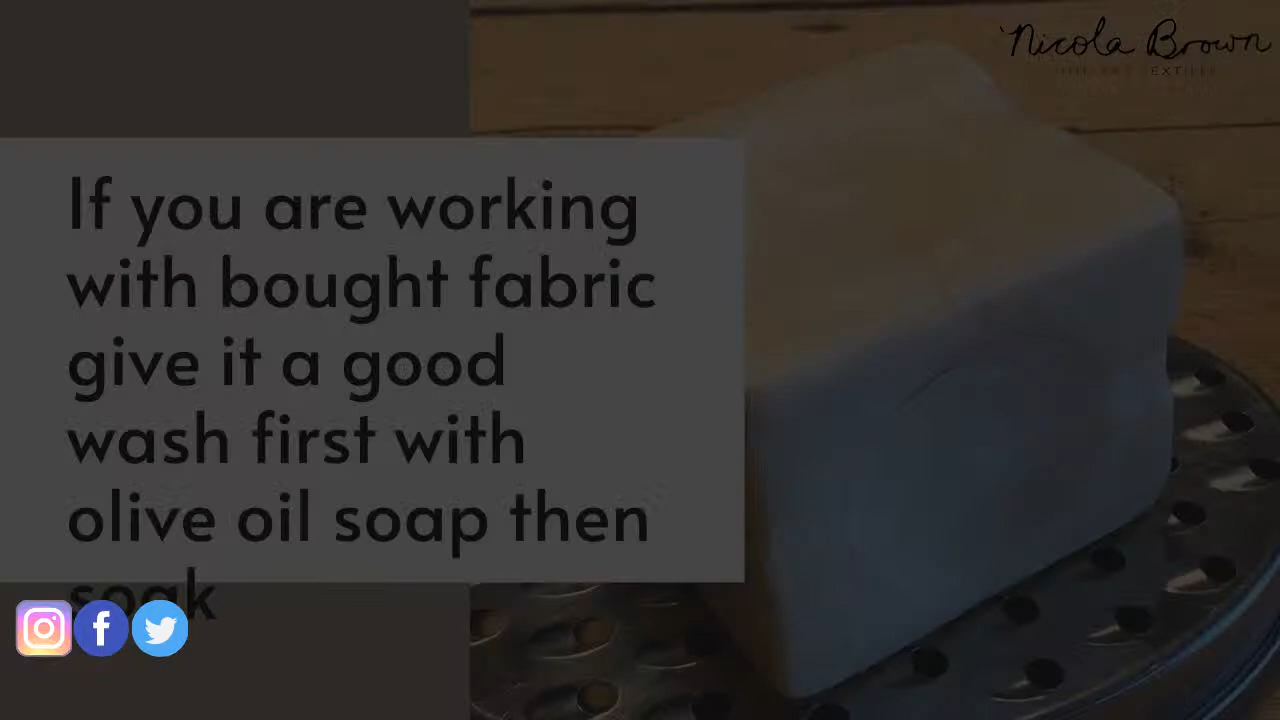 Nicola Brown
If you are working
with bought fabric
give it a good
wash first with
olive oil soap then
soak